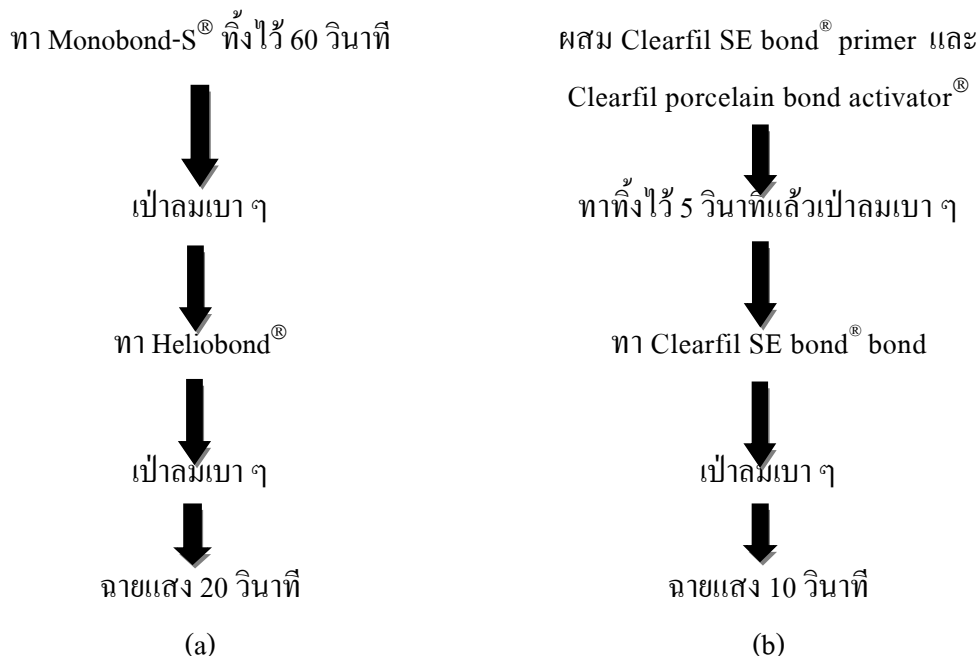 ทา Monobond-S® ทิ้งไว้ 60 วินาที
เป่าลมเบา ๆ
ทา Heliobond®
เป่าลมเบา ๆ
ฉายแสง 20 วินาที
(a)
ผสม Clearfil SE bond® primer และ
Clearfil porcelain bond activator®
ทาทิ้งไว้ 5 วินาทีแล้วเป่าลมเบา ๆ
ทา Clearfil SE bond® bond
เป่าลมเบา ๆ
ฉายแสง 10 วินาที
(b)